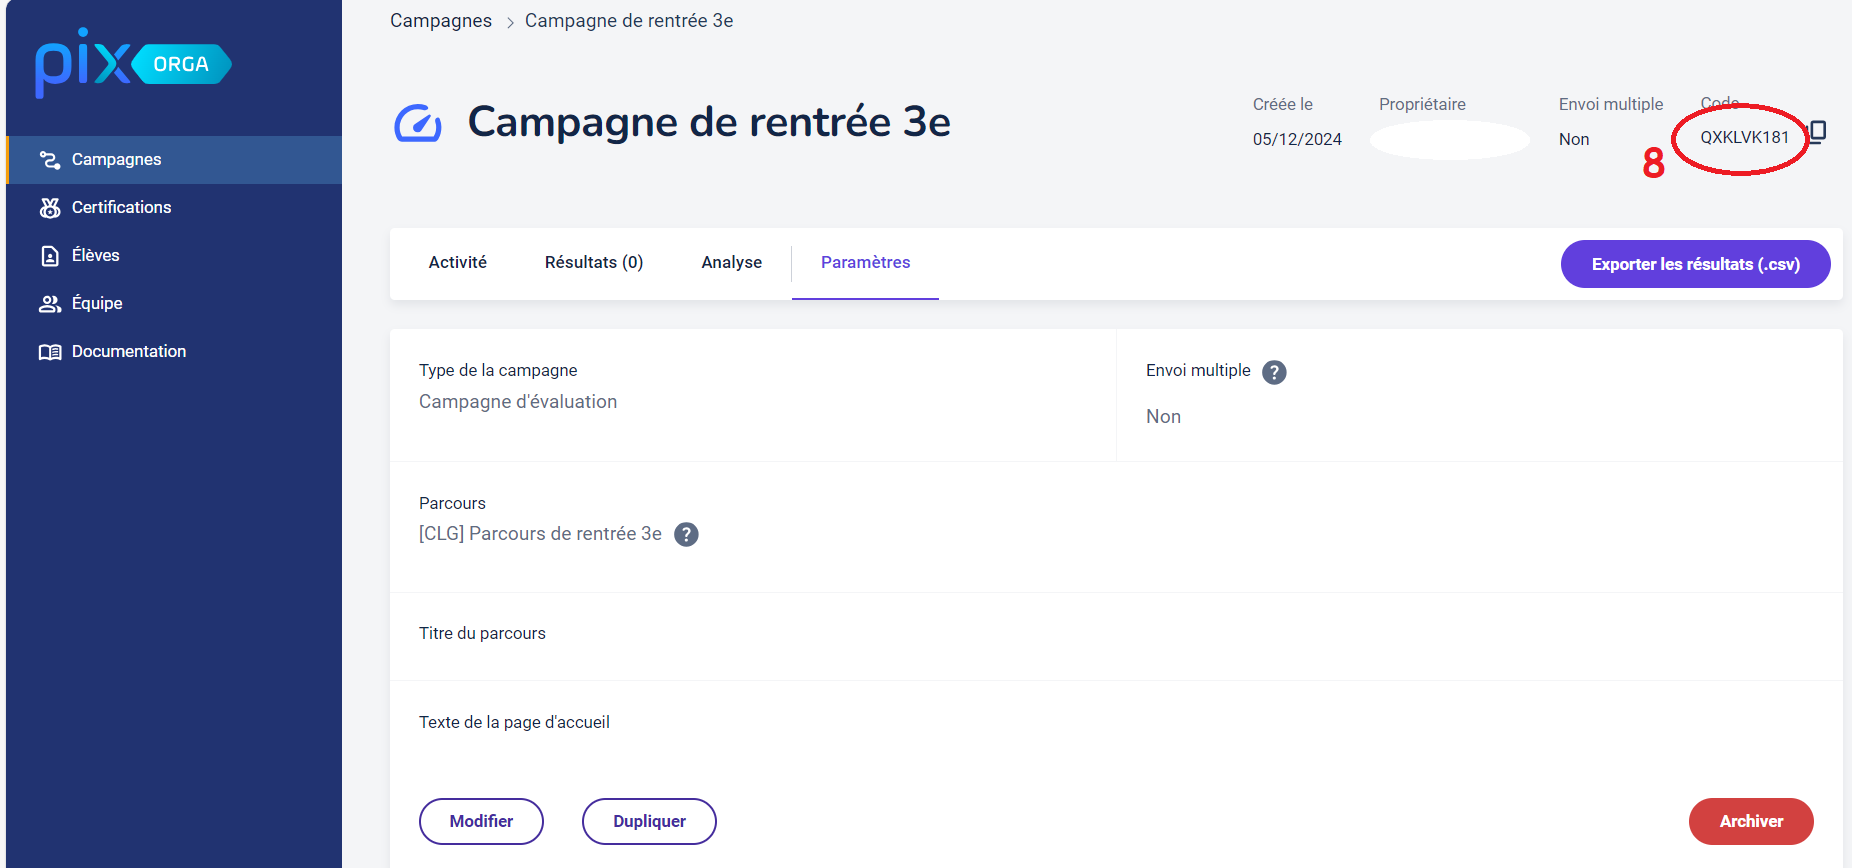 pix ORGA
Campagnes
Certifications
Élèves
Équipe
Documentation
Campagnes > Campagne de rentrée 3e
Campagne de rentrée 3e
Créée le
05/12/2024
Propriétaire
Envoi multiple
Non
Code
QXKLVK181
8
Activité
Résultats (0)
Analyse
Paramètres
Exporter les résultats (.csv)
Type de la campagne
Campagne d'évaluation
Envoi multiple ?
Non
Parcours
[CLG] Parcours de rentrée 3e ?
Titre du parcours
Texte de la page d'accueil
Modifier
Dupliquer
Archiver